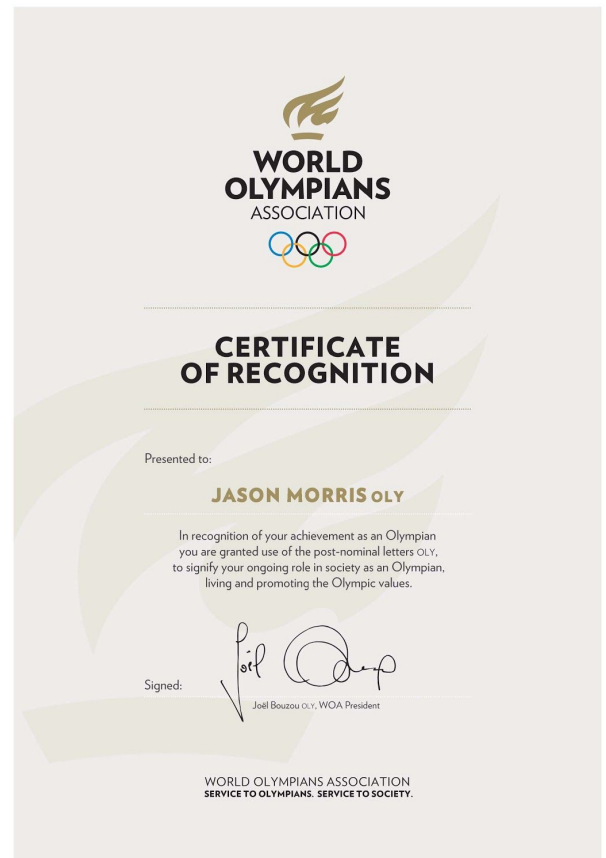 WORLD
OLYMPIANS
ASSOCIATION
CERTIFICATE
OF RECOGNITION
Presented to:
JASON MORRIS OLY
In recognition of your achievement as an Olympian
you are granted use of the post-nominal letters OLY,
to signify your ongoing role in society as an Olympian,
living and promoting the Olympic values.
Joël
Signed:
Joël Bouzou OLY, WOA President
WORLD OLYMPIANS ASSOCIATION
SERVICE TO OLYMPIANS. SERVICE TO SOCIETY.